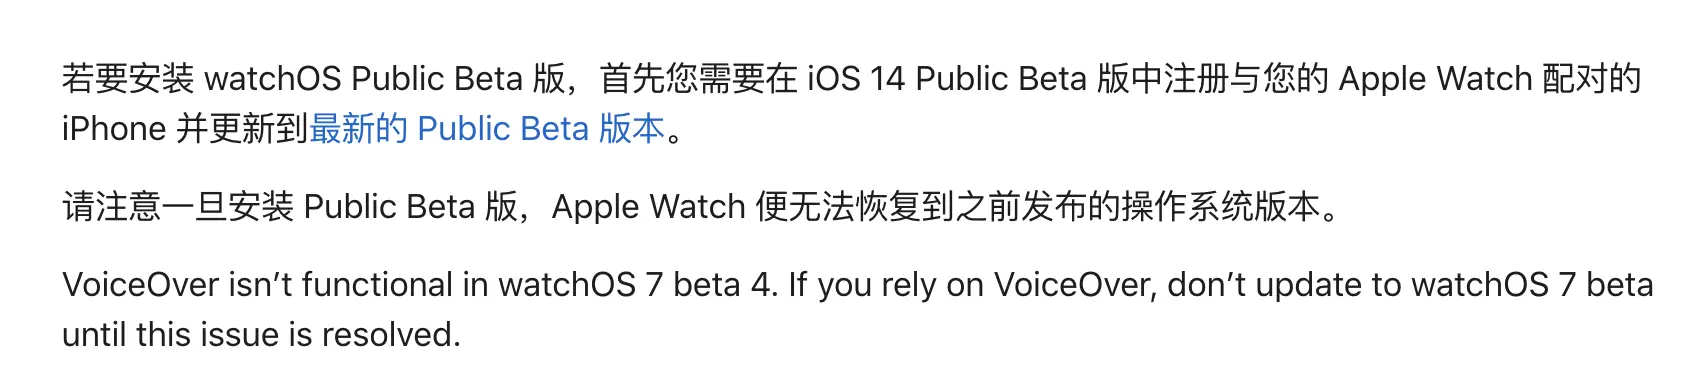 若要安装 watchOS Public Beta 版，首先您需要在 iOS 14 Public Beta 版中注册与您的 Apple Watch 配对的
iPhone 并更新到最新的 Public Beta 版本。
请注意一旦安装 Public Beta 版，Apple Watch 便无法恢复到之前发布的操作系统版本。
VoiceOver isn’t functional in watchOS 7 beta 4. If you rely on VoiceOver, don’t update to watchOS 7 beta
until this issue is resolved.